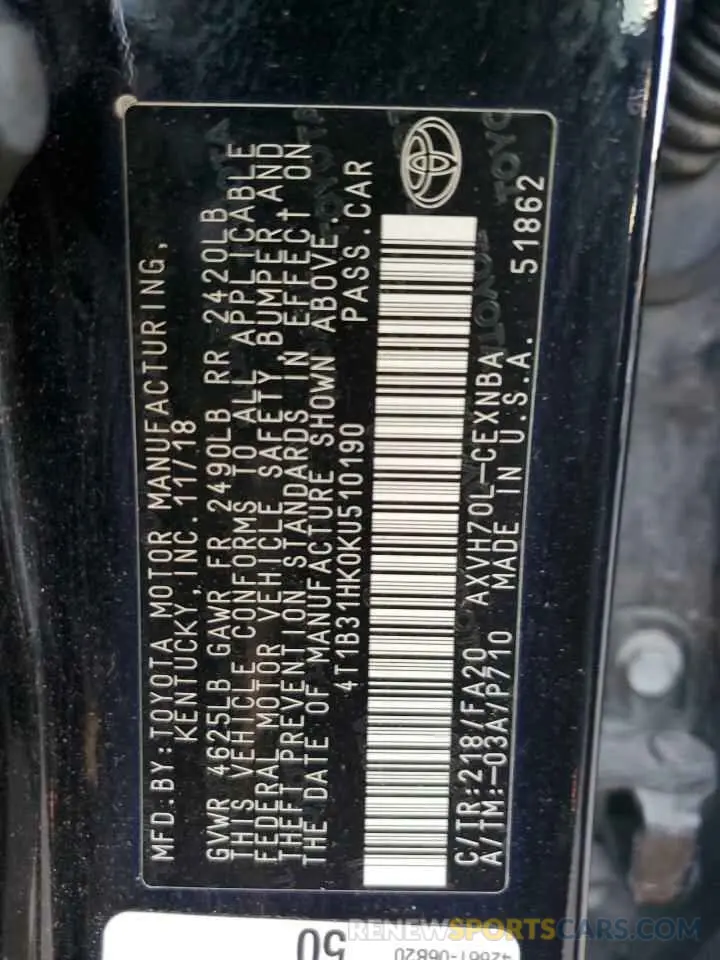 MFD.BY:TOYOTA MOTOR MANUFACTURING,
KENTUCKY, INC. 11/18
GVWR 4625LB GAWR FR 2490LB RR 2420LB
THIS VEHICLE CONFORMS TO ALL APPLICABLE
FEDERAL MOTOR VEHICLE SAFETY, BUMPER, AND
THEFT PREVENTION STANDARDS IN EFFECT ON
THE DATE OF MANUFACTURE SHOWN ABOVE.
4T1B31HK0KU510190 PASS.CAR
C/TR:218/FA20 AXVH70L-CEXNBA 51862
A/TM:-03A/P710 MADE IN U.S.A.
50
42661-06820
RENEWSPORTSCARS.COM